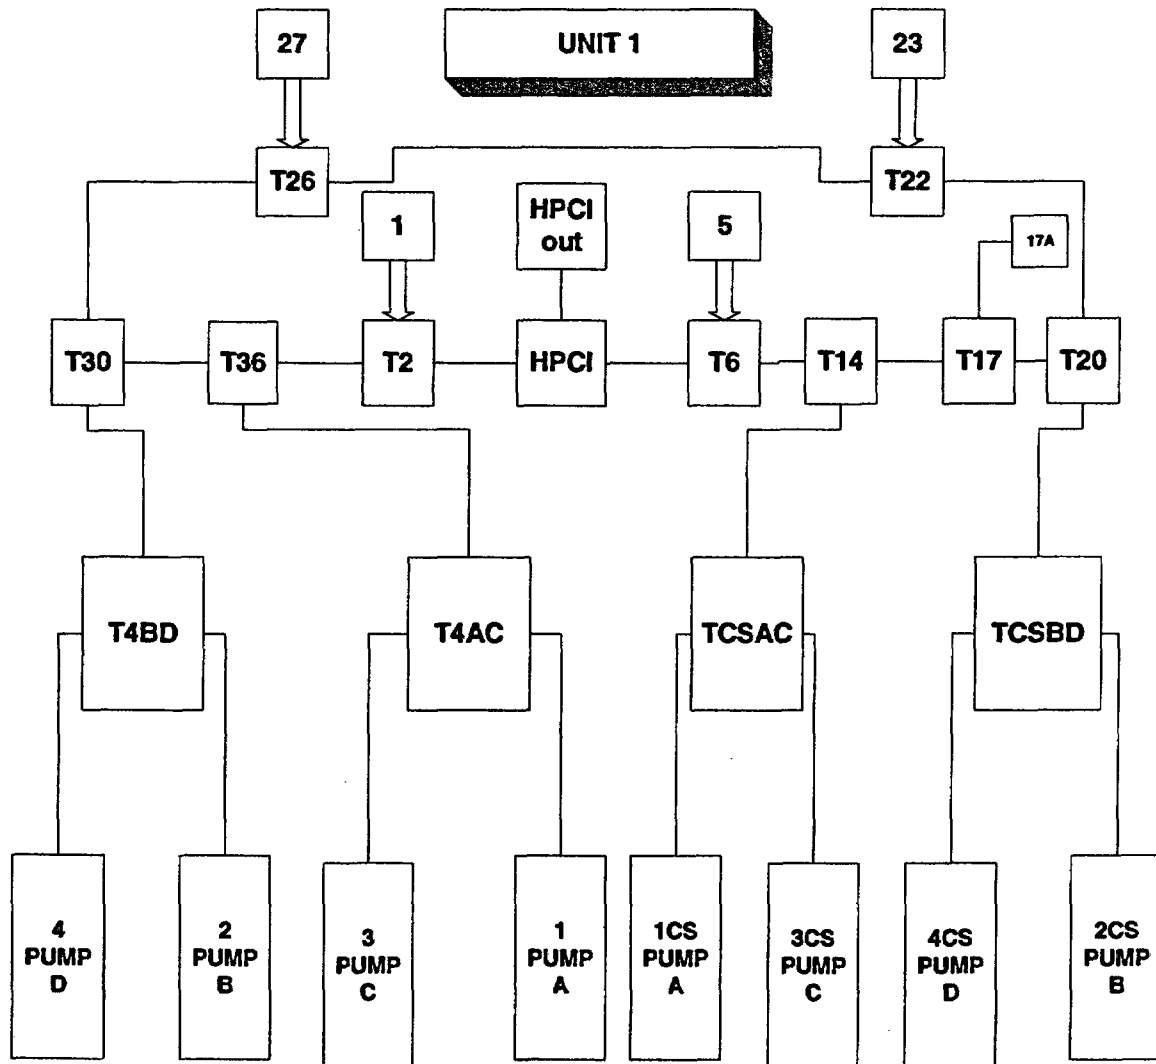 27
UNIT 1
23
T26
T22
1
HPCI
out
5
17A
T30
T36
T2
HPCI
T6
T14
T17
T20
T4BD
T4AC
TCSAC
TCSBD
4
PUMP
D
2
PUMP
B
3
PUMP
C
1
PUMP
A
1CS
PUMP
A
3CS
PUMP
C
4CS
PUMP
D
2CS
PUMP
B